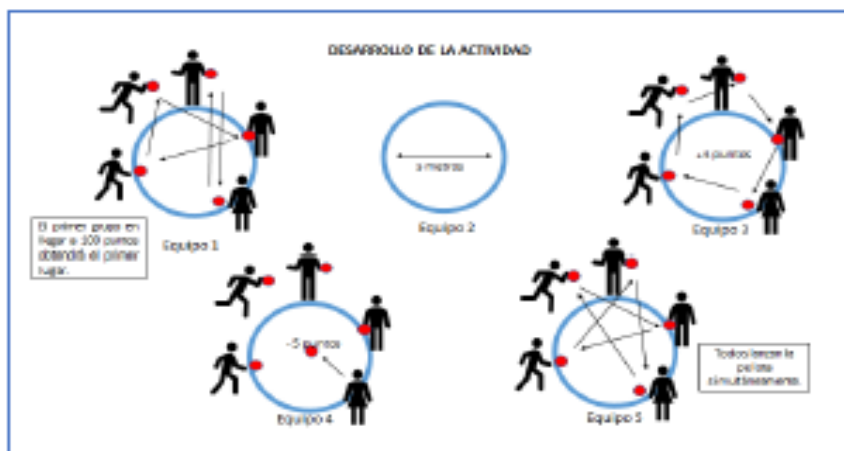 DESARROLLO DE LA ACTIVIDAD
3 metros
+4 puntos
El primer grupo en
llegar a 100 puntos
obtendrá el primer
lugar.
Equipo 1
Equipo 2
Equipo 3
-5 puntos
Todos lanzan la
pelota
simultáneamente.
Equipo 4
Equipo 5